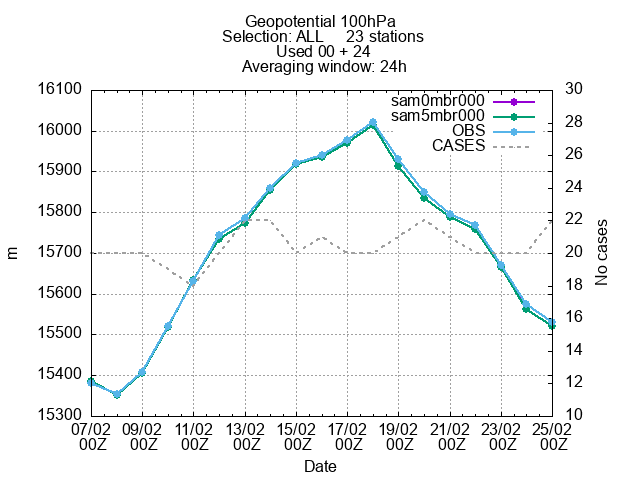 Geopotential 100hPa
Selection: ALL 23 stations
Used 00 + 24
Averaging window: 24h
sam0mbr000
sam5mbr000
OBS
CASES
16100
16000
15900
15800
15700
15600
15500
15400
15300
m
30
28
26
24
22
20
18
16
14
12
10
No cases
07/02 09/02 11/02 13/02 15/02 17/02 19/02 21/02 23/02 25/02
00Z 00Z 00Z 00Z 00Z 00Z 00Z 00Z 00Z 00Z
Date